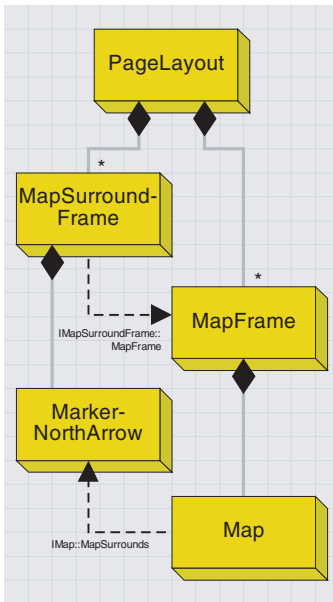 PageLayout
*
MapSurround-
Frame
*
IMapSurroundFrame::
MapFrame
MapFrame
Marker-
NorthArrow
IMap::MapSurrounds
Map